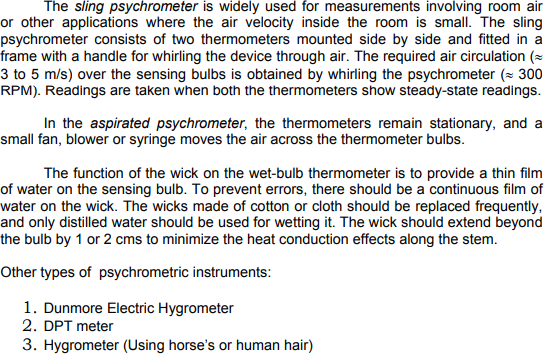 The sling psychrometer is widely used for measurements involving room air
or other applications where the air velocity inside the room is small. The sling
psychrometer consists of two thermometers mounted side by side and fitted in a
frame with a handle for whirling the device through air. The required air circulation (≈
3 to 5 m/s) over the sensing bulbs is obtained by whirling the psychrometer (≈ 300
RPM). Readings are taken when both the thermometers show steady-state readings.
In the aspirated psychrometer, the thermometers remain stationary, and a
small fan, blower or syringe moves the air across the thermometer bulbs.
The function of the wick on the wet-bulb thermometer is to provide a thin film
of water on the sensing bulb. To prevent errors, there should be a continuous film of
water on the wick. The wicks made of cotton or cloth should be replaced frequently,
and only distilled water should be used for wetting it. The wick should extend beyond
the bulb by 1 or 2 cms to minimize the heat conduction effects along the stem.
Other types of psychrometric instruments:
1. Dunmore Electric Hygrometer
2. DPT meter
3. Hygrometer (Using horse's or human hair)